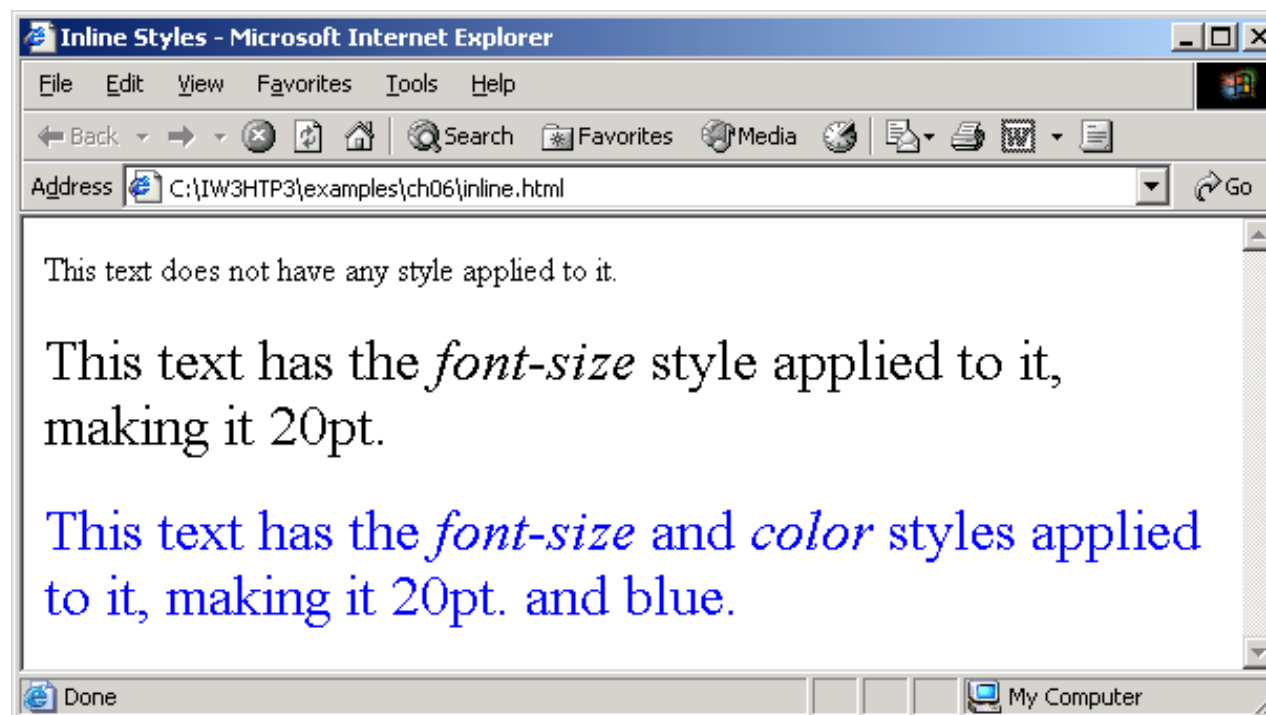 Inline Styles - Microsoft Internet Explorer
File Edit View Favorites Tools Help
Back Search Favorites Media W
Address C:\IW3HTP3\examples\ch06\inline.html Go
This text does not have any style applied to it.
This text has the font-size style applied to it,
making it 20pt.
This text has the font-size and color styles applied
to it, making it 20pt. and blue.
Done My Computer